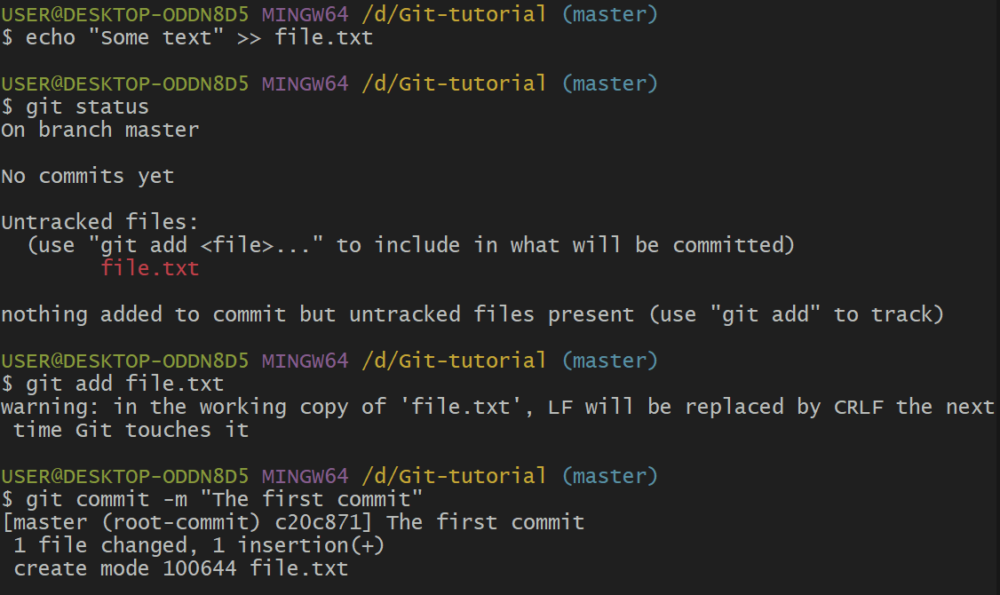 USER@DESKTOP-ODDN8D5 MINGW64 /d/Git-tutorial (master)
$ echo "Some text" >> file.txt

USER@DESKTOP-ODDN8D5 MINGW64 /d/Git-tutorial (master)
$ git status
On branch master

No commits yet

Untracked files:
  (use "git add <file>..." to include in what will be committed)
        file.txt

nothing added to commit but untracked files present (use "git add" to track)

USER@DESKTOP-ODDN8D5 MINGW64 /d/Git-tutorial (master)
$ git add file.txt
warning: in the working copy of 'file.txt', LF will be replaced by CRLF the next
 time Git touches it

USER@DESKTOP-ODDN8D5 MINGW64 /d/Git-tutorial (master)
$ git commit -m "The first commit"
[master (root-commit) c20c871] The first commit
 1 file changed, 1 insertion(+)
 create mode 100644 file.txt